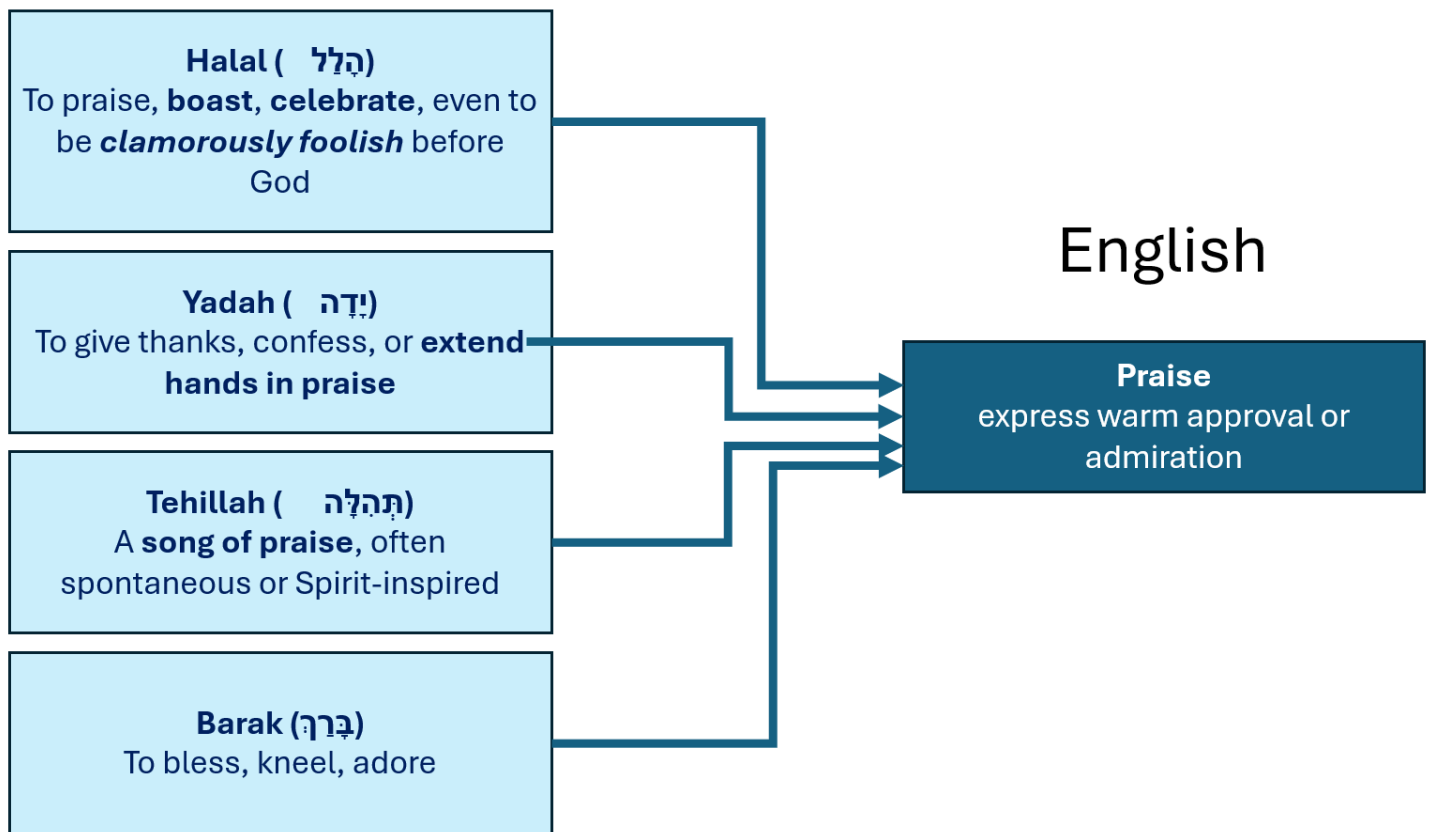 Halal (הָלַל)
To praise, boast, celebrate, even to
be clamorously foolish before
God
Yadah (יָדָה)
To give thanks, confess, or extend
hands in praise
Tehillah (תְּהִלָּה)
A song of praise, often
spontaneous or Spirit-inspired
Barak (בָּרַךְ)
To bless, kneel, adore
English
Praise
express warm approval or
admiration